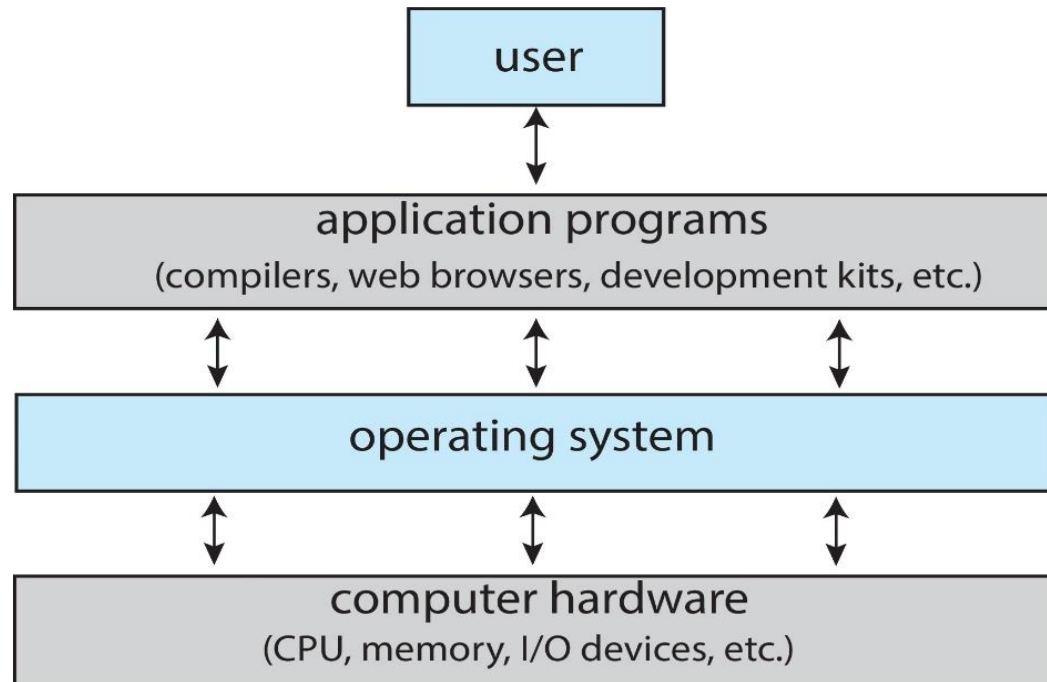 user
application programs
(compilers, web browsers, development kits, etc.)
operating system
computer hardware
(CPU, memory, I/O devices, etc.)